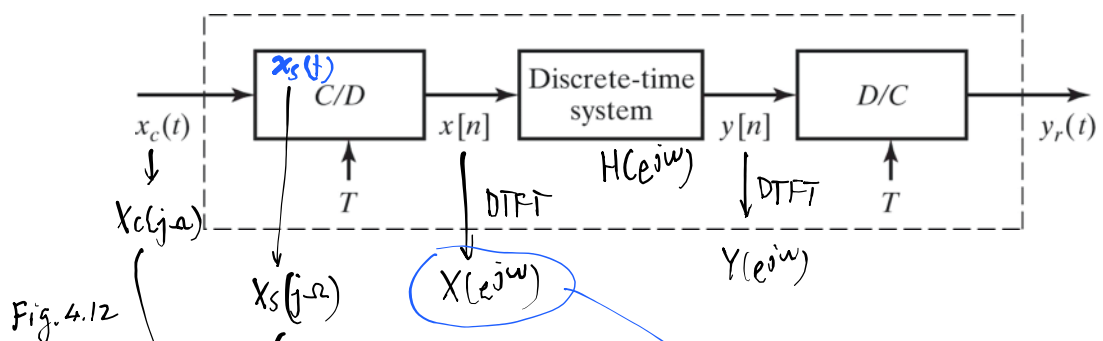 x_s(t)
C/D
Discrete-time
system
D/C
x_c(t)
x[n]
y[n]
y_r(t)
T
H(e^jω)
T
DTFT
DTFT
X_c(jΩ)
X_s(jΩ)
X(e^jω)
Y(e^jω)
Fig. 4.12